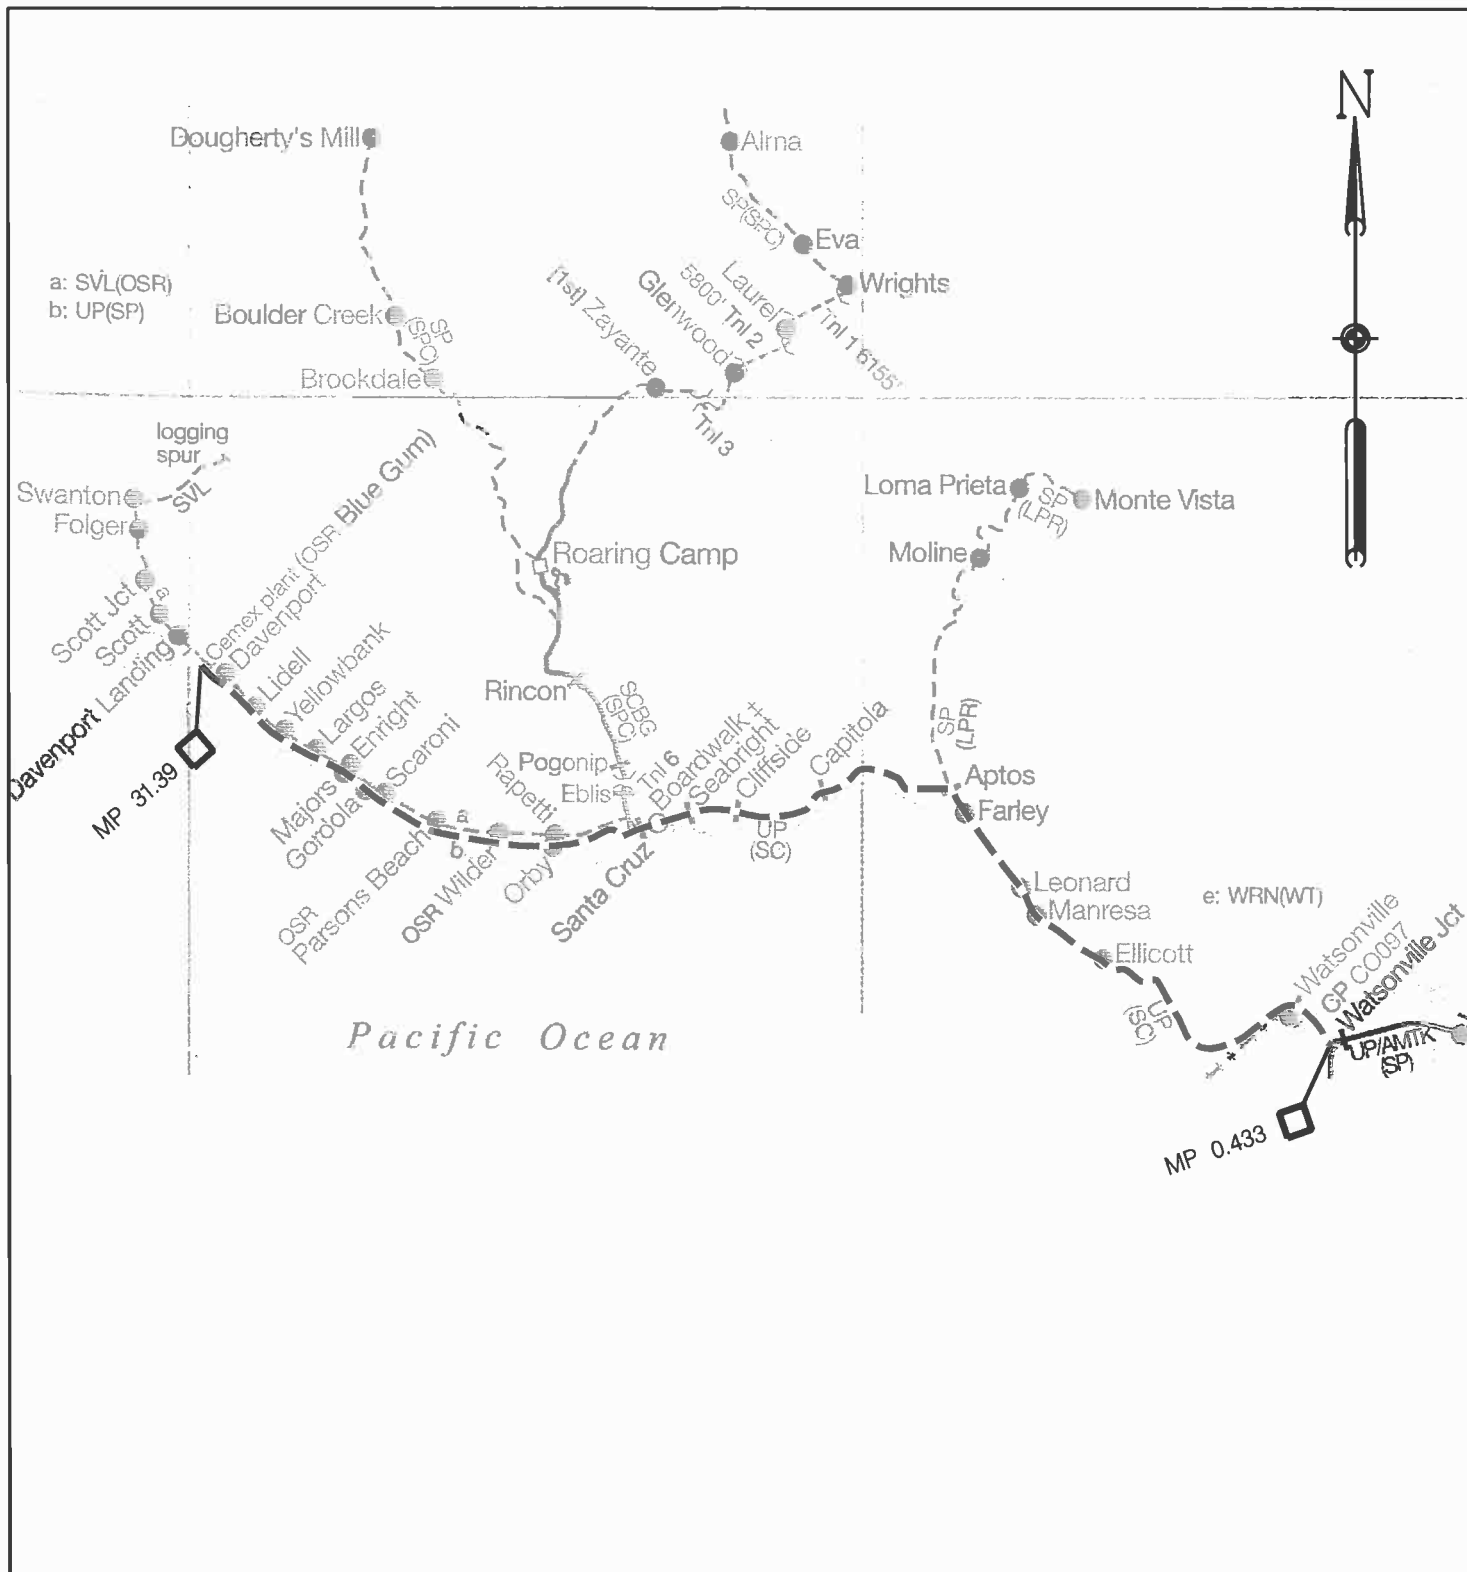 N
Dougherty's Mill
Alma
SP(SPC)
Eva
a: SVL(OSR)
b: UP(SP)
Wrights
Laurel
5800' Tnl 2
Glenwood
[1st] Zayante
Tnl 1 6155'
Boulder Creek
SP
(SPC)
Brookdale
Tnl 3
logging
spur
SVL
Swanton
Folger
Loma Prieta
SP
(LPR)
Monte Vista
Moline
Roaring Camp
Scott Jct
Scott
a
Davenport Landing
Cemex plant (OSR Blue Gum)
Davenport
Lidell
Yellowbank
Largos
Enright
Scaroni
Majors
Gordola
Rincon
SCBG
(SPC)
Pogonip
Eblis
Tnl 6
Boardwalk ‡
Seabright
Cliffside
Capitola
SP
(LPR)
Aptos
Farley
MP 31.39
Rapetti
a
b
OSR
Parsons Beach
OSR Wilder
Orby
Santa Cruz
UP
(SC)
Leonard
Manresa
Ellicott
e: WRN(WT)
Watsonville
GP CO097
Watsonville Jct
UP
(SC)
*
UP/AMTK
(SP)
Pacific Ocean
MP 0.433